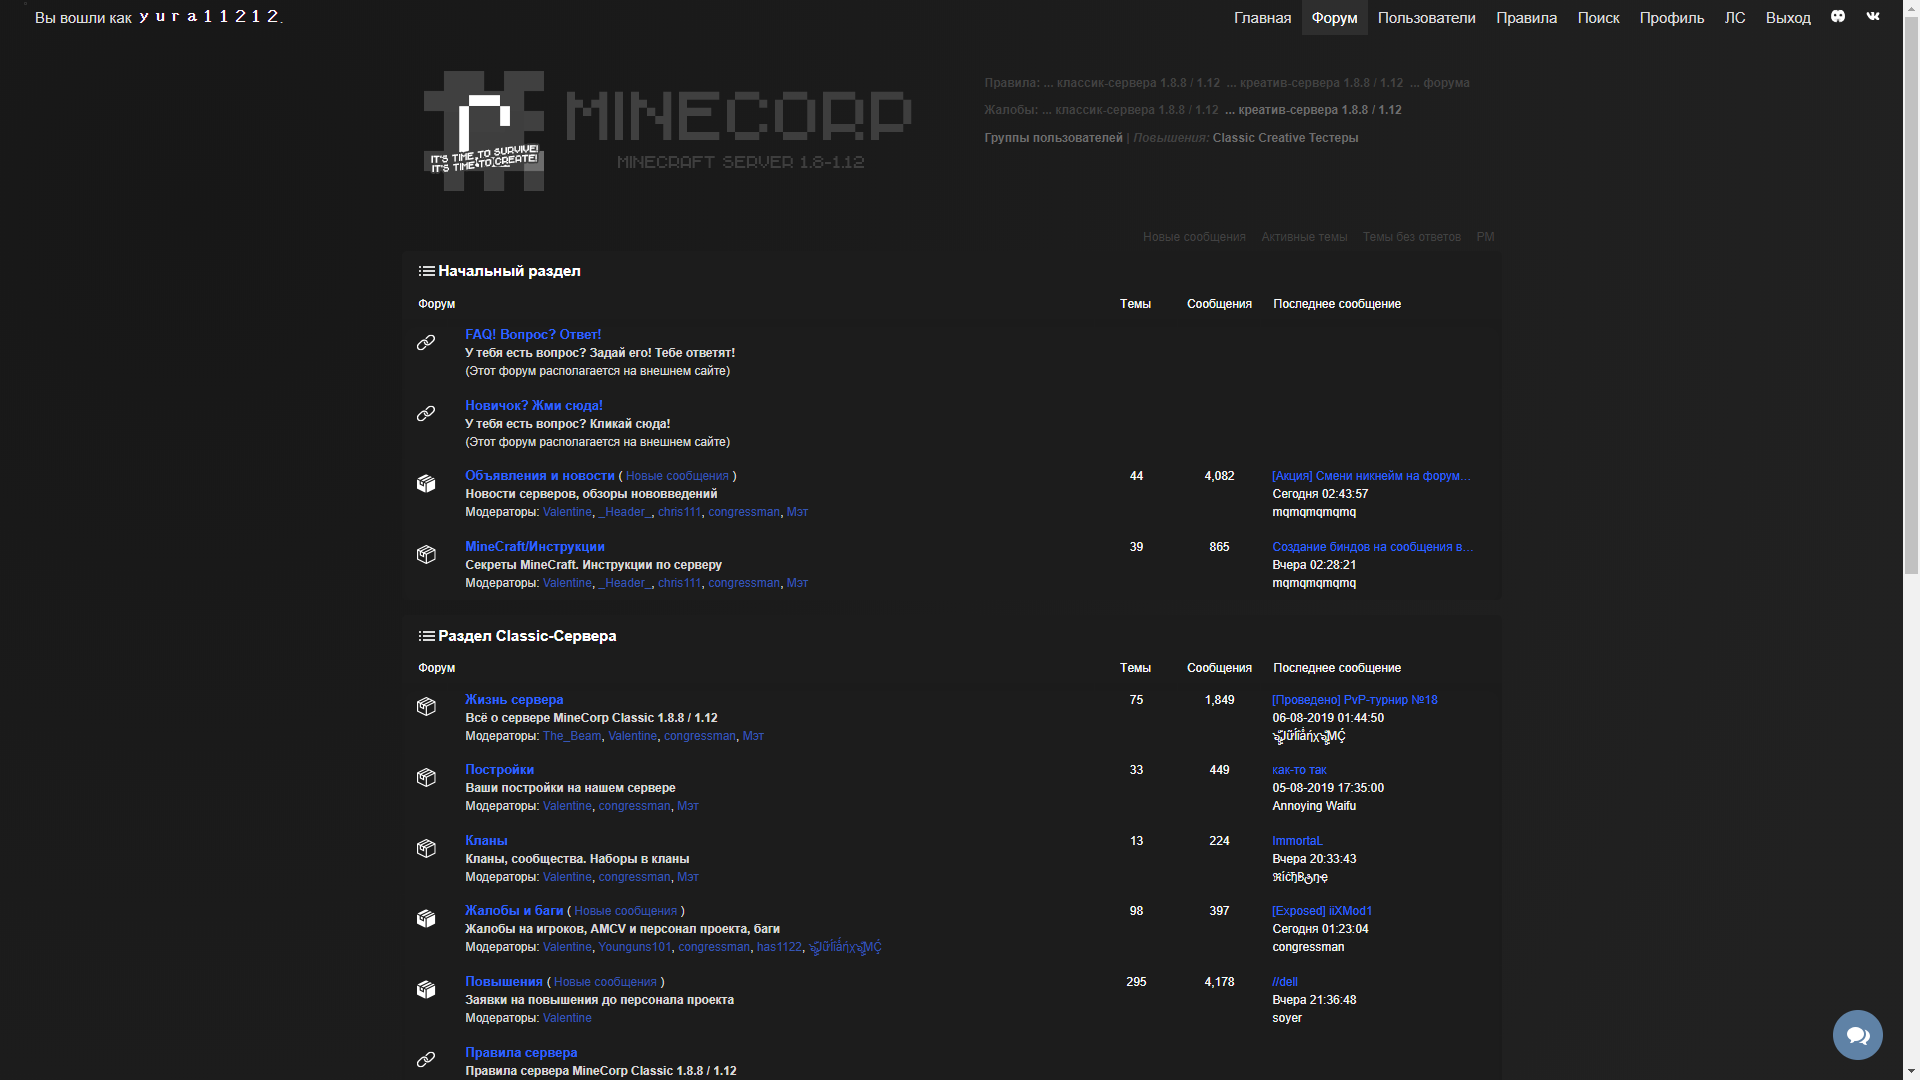 Вы вошли как yura11212.
Главная Форум Пользователи Правила Поиск Профиль ЛС Выход
MINECORP
IT'S TIME TO SURVIVE!
IT'S TIME TO CREATE!
MINECRAFT SERVER 1.8-1.12
Правила: ... классик-сервера 1.8.8 / 1.12 ... креатив-сервера 1.8.8 / 1.12 ... форума
Жалобы: ... классик-сервера 1.8.8 / 1.12 ... креатив-сервера 1.8.8 / 1.12
Группы пользователей | Повышения: Classic Creative Тестеры
Новые сообщения Активные темы Темы без ответов PM
Начальный раздел
Форум Темы Сообщения Последнее сообщение
FAQ! Вопрос? Ответ!
У тебя есть вопрос? Задай его! Тебе ответят!
(Этот форум располагается на внешнем сайте)
Новичок? Жми сюда!
У тебя есть вопрос? Кликай сюда!
(Этот форум располагается на внешнем сайте)
Объявления и новости ( Новые сообщения ) 44 4,082 [Акция] Смени никнейм на форум...
Новости серверов, обзоры нововведений Сегодня 02:43:57
Модераторы: Valentine, _Header_, chris111, congressman, Мэт mqmqmqmqmq
MineCraft/Инструкции 39 865 Создание биндов на сообщения в...
Секреты MineCraft. Инструкции по серверу Вчера 02:28:21
Модераторы: Valentine, _Header_, chris111, congressman, Мэт mqmqmqmqmq
Раздел Classic-Сервера
Форум Темы Сообщения Последнее сообщение
Жизнь сервера 75 1,849 [Проведено] PvP-турнир №18
Всё о сервере MineCorp Classic 1.8.8 / 1.12 06-08-2019 01:44:50
Модераторы: The_Beam, Valentine, congressman, Мэт
Постройки 33 449 как-то так
Ваши постройки на нашем сервере 05-08-2019 17:35:00
Модераторы: Valentine, congressman, Мэт Annoying Waifu
Кланы 13 224 ImmortaL
Кланы, сообщества. Наборы в кланы Вчера 20:33:43
Модераторы: Valentine, congressman, Мэт
Жалобы и баги ( Новые сообщения ) 98 397 [Exposed] iiXMod1
Жалобы на игроков, AMCV и персонал проекта, баги Сегодня 01:23:04
Модераторы: Valentine, Younguns101, congressman, has1122, congressman
Повышения ( Новые сообщения ) 295 4,178 //dell
Заявки на повышения до персонала проекта Вчера 21:36:48
Модераторы: Valentine soyer
Правила сервера
Правила сервера MineCorp Classic 1.8.8 / 1.12